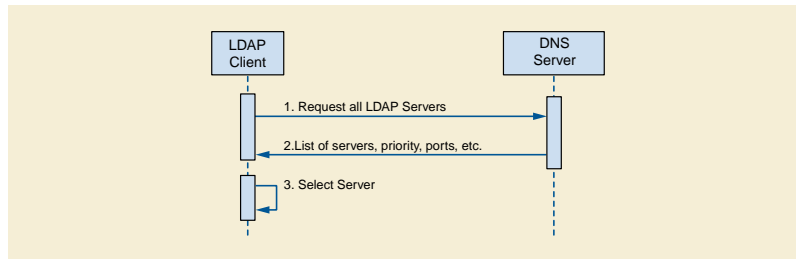 LDAP
Client
DNS
Server
1. Request all LDAP Servers
2.List of servers, priority, ports, etc.
3. Select Server